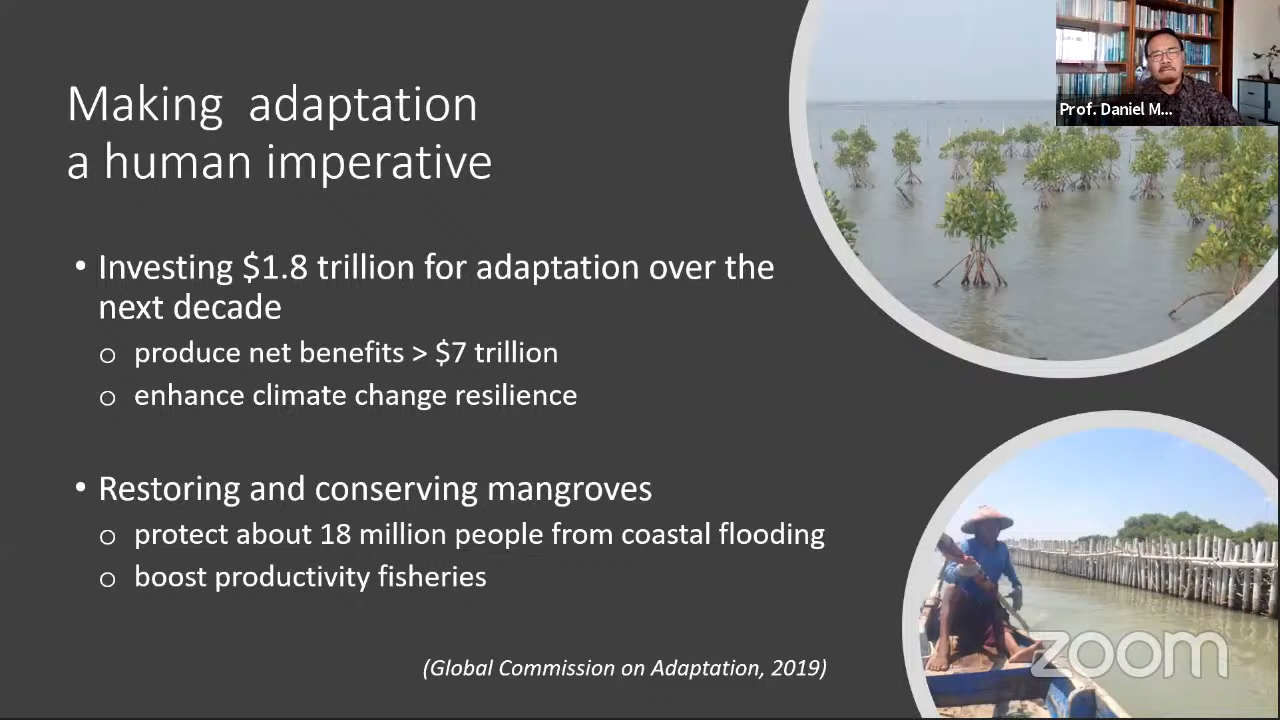 Making adaptation
a human imperative
• Investing $1.8 trillion for adaptation over the
next decade
o produce net benefits > $7 trillion
o enhance climate change resilience
• Restoring and conserving mangroves
o protect about 18 million people from coastal flooding
o boost productivity fisheries
(Global Commission on Adaptation, 2019)
Prof. Daniel M...
zoom